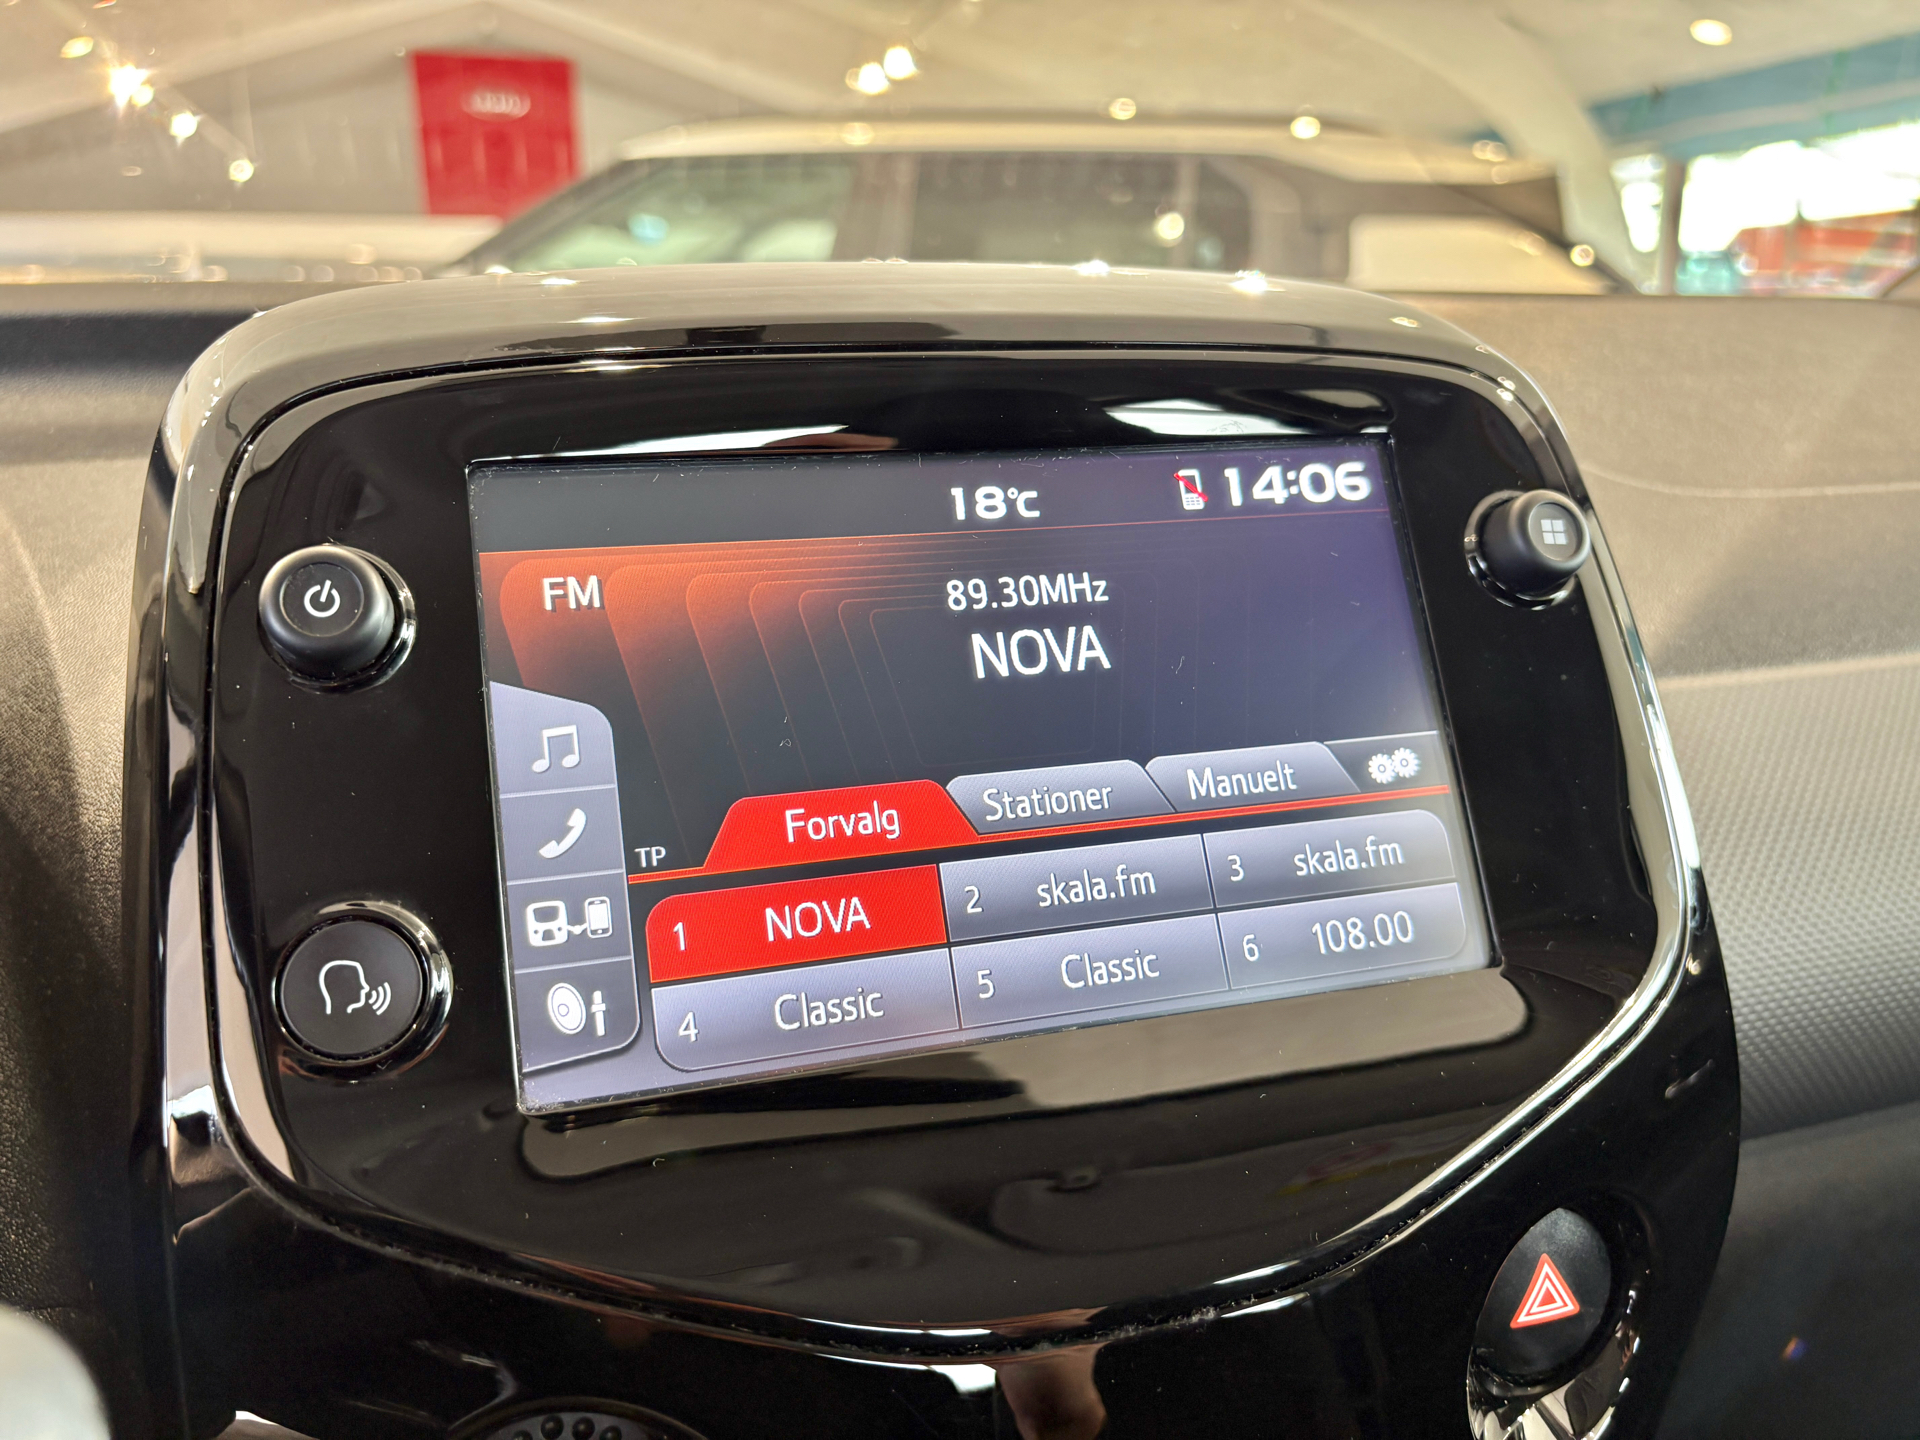 18°C 14:06
FM 89.30MHz
NOVA
Forvalg Stationer Manuelt
TP
1 NOVA 2 skala.fm 3 skala.fm
4 Classic 5 Classic 6 108.00